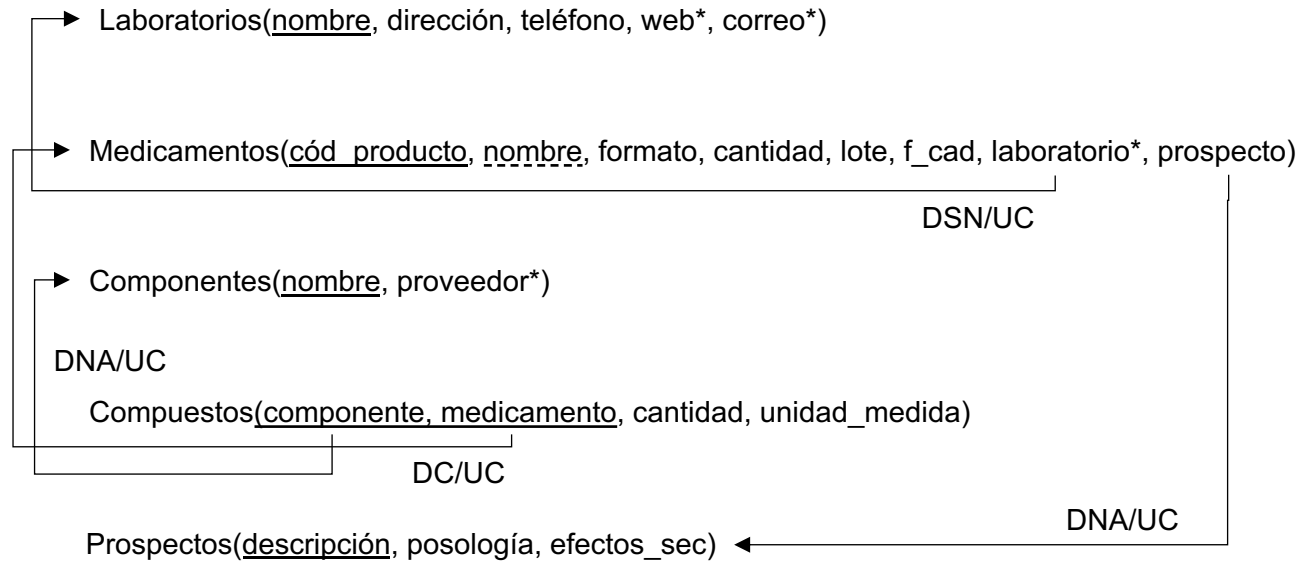 Laboratorios(nombre, dirección, teléfono, web*, correo*)
Medicamentos(cód_producto, nombre, formato, cantidad, lote, f_cad, laboratorio*, prospecto)
DSN/UC
Componentes(nombre, proveedor*)
DNA/UC
Compuestos(componente, medicamento, cantidad, unidad_medida)
DC/UC
DNA/UC
Prospectos(descripción, posología, efectos_sec)